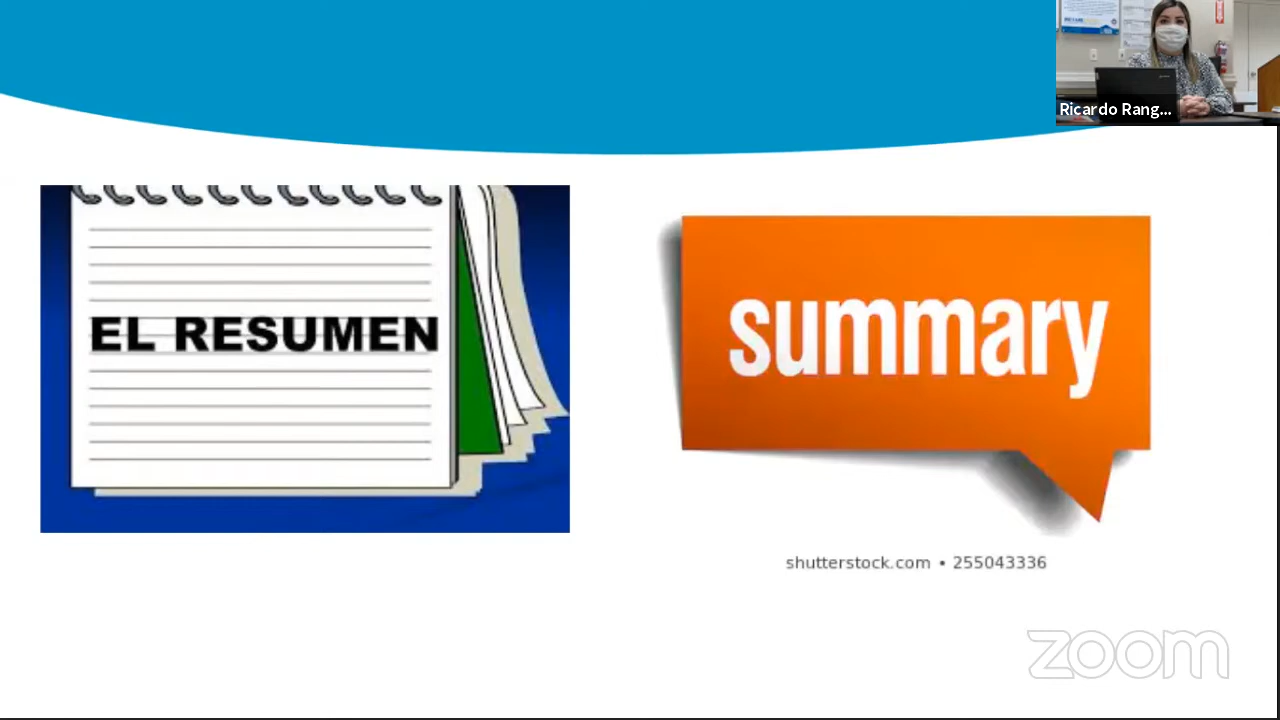 Ricardo Rang...
EL RESUMEN
summary
shutterstock.com • 255043336
zoom